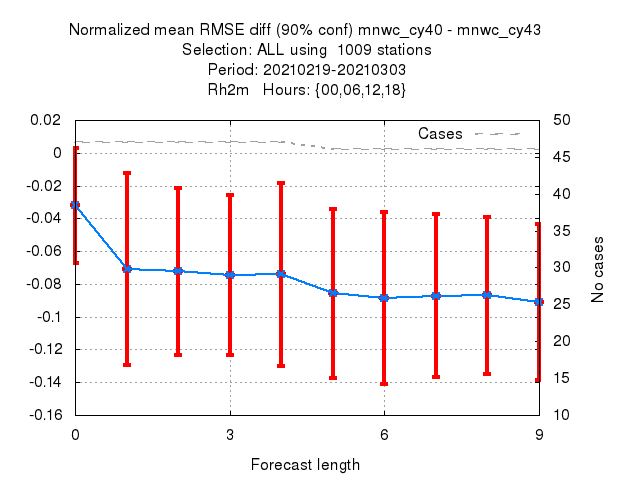 Normalized mean RMSE diff (90% conf) mnwc_cy40 - mnwc_cy43
Selection: ALL using  1009 stations
Period: 20210219-20210303
Rh2m   Hours: {00,06,12,18}
Cases
0.02
0
-0.02
-0.04
-0.06
-0.08
-0.1
-0.12
-0.14
-0.16
50
45
40
35
30
25
20
15
10
No cases
0 3 6 9
Forecast length